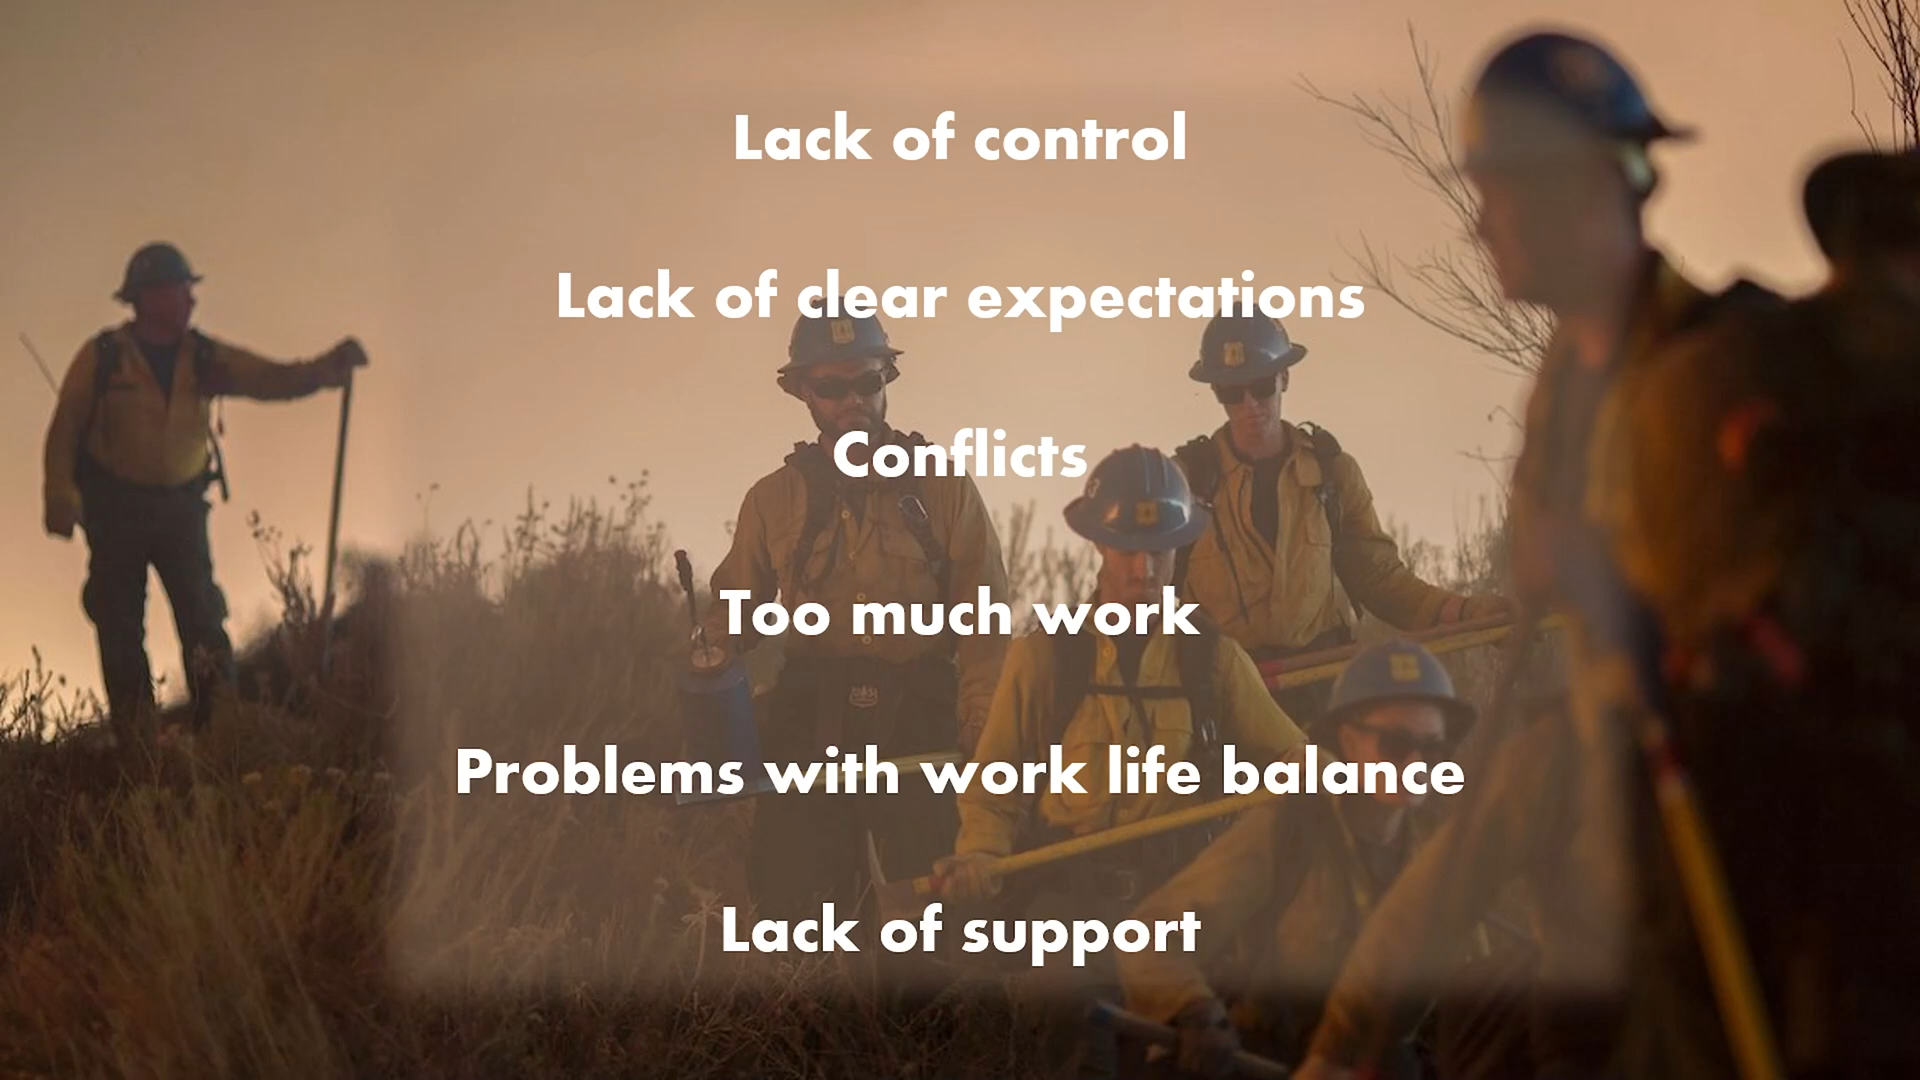 Lack of control
Lack of clear expectations
Conflicts
Too much work
Problems with work life balance
Lack of support